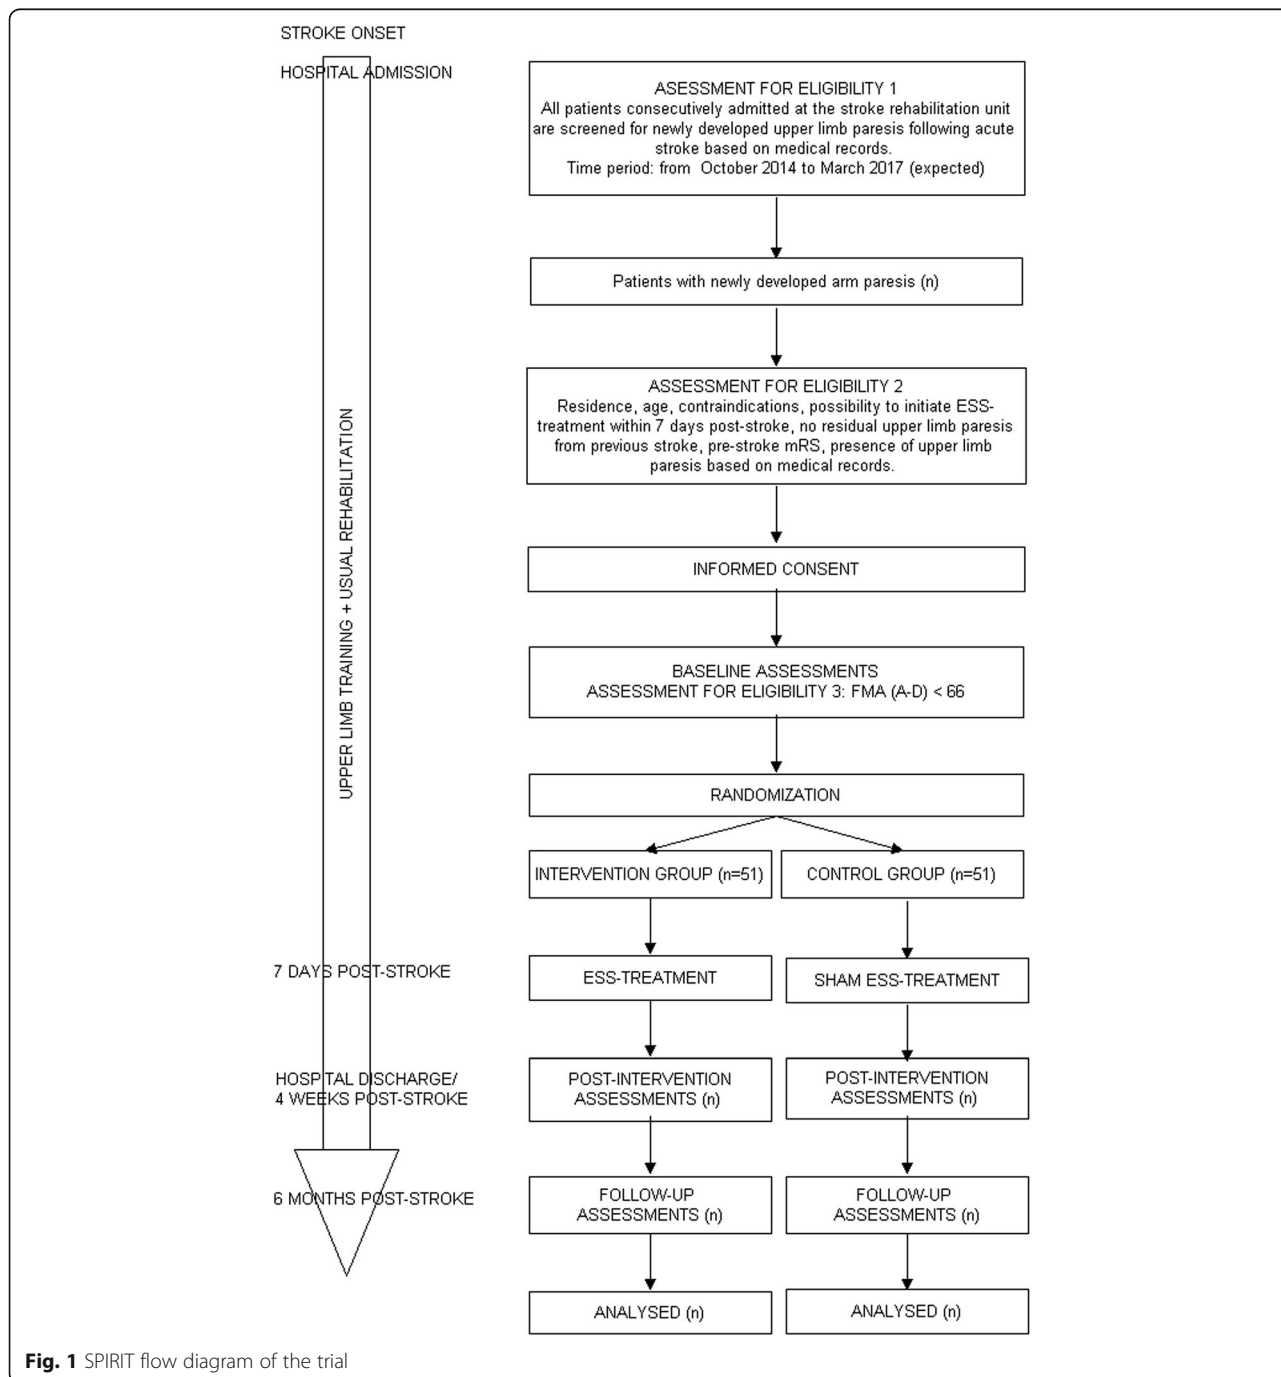 STROKE ONSET
HOSPITAL ADMISSION
ASESSMENT FOR ELIGIBILITY 1
All patients consecutively admitted at the stroke rehabilitation unit
are screened for newly developed upper limb paresis following acute
stroke based on medical records.
Time period: from October 2014 to March 2017 (expected)
Patients with newly developed arm paresis (n)
ASSESSMENT FOR ELIGIBILITY 2
Residence, age, contraindications, possibility to initiate ESS-
treatment within 7 days post-stroke, no residual upper limb paresis
from previous stroke, pre-stroke mRS, presence of upper limb
paresis based on medical records.
UPPER LIMB TRAINING + USUAL REHABILITATION
INFORMED CONSENT
BASELINE ASSESSMENTS
ASSESSMENT FOR ELIGIBILITY 3: FMA (A-D) < 66
RANDOMIZATION
INTERVENTION GROUP (n=51)
CONTROL GROUP (n=51)
7 DAYS POST-STROKE
ESS-TREATMENT
SHAM ESS-TREATMENT
HOSPITAL DISCHARGE/
4 WEEKS POST-STROKE
POST-INTERVENTION
ASSESSMENTS (n)
POST-INTERVENTION
ASSESSMENTS (n)
6 MONTHS POST-STROKE
FOLLOW-UP
ASSESSMENTS (n)
FOLLOW-UP
ASSESSMENTS (n)
ANALYSED (n)
ANALYSED (n)
Fig. 1 SPIRIT flow diagram of the trial